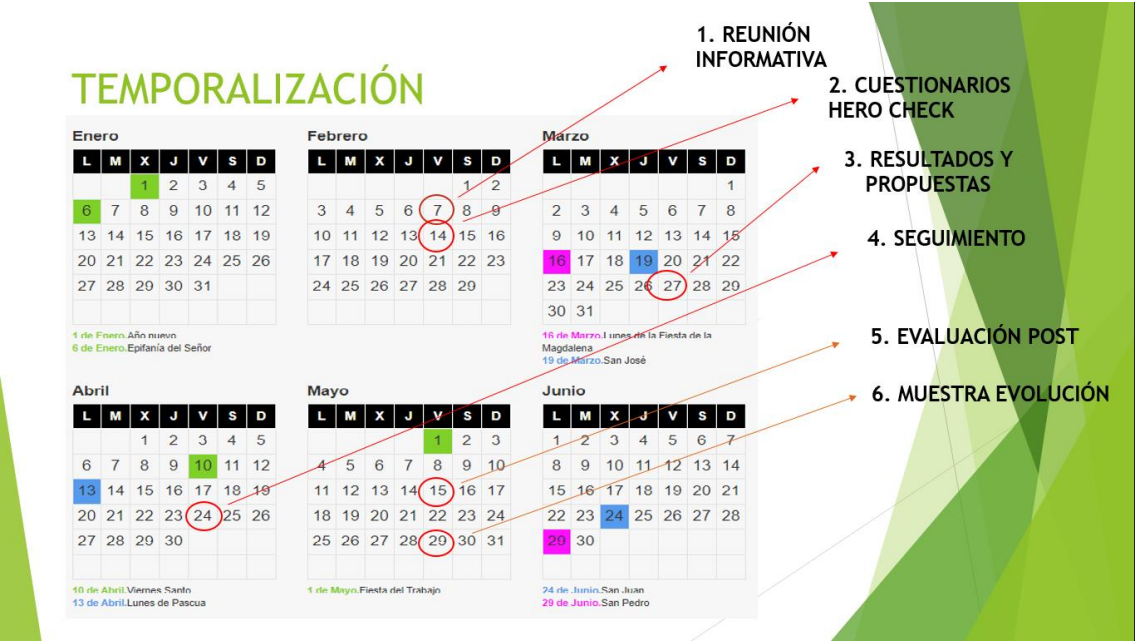 1. REUNIÓN
INFORMATIVA
TEMPORALIZACIÓN
2. CUESTIONARIOS
HERO CHECK
3. RESULTADOS Y
PROPUESTAS
4. SEGUIMIENTO
5. EVALUACIÓN POST
6. MUESTRA EVOLUCIÓN
Enero
L M X J V S D
1 2 3 4 5
6 7 8 9 10 11 12
13 14 15 16 17 18 19
20 21 22 23 24 25 26
27 28 29 30 31
1 de Enero.Año nuevo
6 de Enero.Epifanía del Señor
Febrero
L M X J V S D
1 2
3 4 5 6 7 8 9
10 11 12 13 14 15 16
17 18 19 20 21 22 23
24 25 26 27 28 29
Marzo
L M X J V S D
1
2 3 4 5 6 7 8
9 10 11 12 13 14 15
16 17 18 19 20 21 22
23 24 25 26 27 28 29
30 31
16 de Marzo.Lunes de la Fiesta de la
Magdalena
19 de Marzo.San José
Abril
L M X J V S D
1 2 3 4 5
6 7 8 9 10 11 12
13 14 15 16 17 18 19
20 21 22 23 24 25 26
27 28 29 30
10 de Abril.Viernes Santo
13 de Abril.Lunes de Pascua
Mayo
L M X J V S D
1 2 3
4 5 6 7 8 9 10
11 12 13 14 15 16 17
18 19 20 21 22 23 24
25 26 27 28 29 30 31
1 de Mayo.Fiesta del Trabajo
Junio
L M X J V S D
1 2 3 4 5 6 7
8 9 10 11 12 13 14
15 16 17 18 19 20 21
22 23 24 25 26 27 28
29 30
24 de Junio.San Juan
29 de Junio.San Pedro